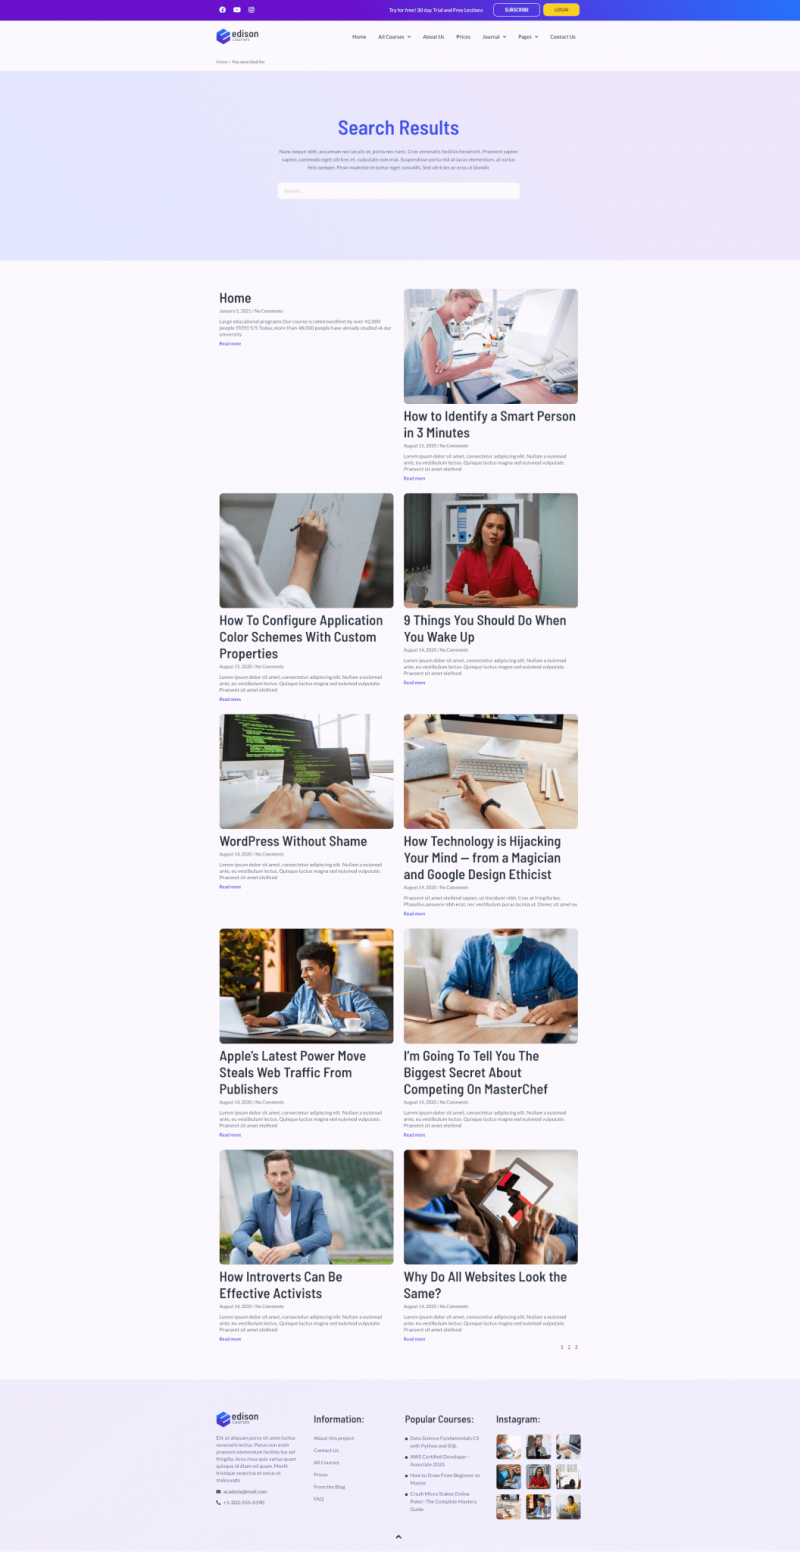 Try for free! 30 day Trial and Free Lections
SUBSCRIBE
LOGIN
edison
COURSES
Home
All Courses
About Us
Prices
Journal
Pages
Contact Us
Home » You searched for
Search Results
Nunc neque nibh, accumsan nec iaculis at, porta nec nunc. Cras venenatis facilisis hendrerit. Praesent sapien
sapien, commodo eget ultrices et, vulputate non erat. Suspendisse porta nisl at lacus elementum, at varius
felis semper. Proin molestie et tortor eget convallis. Sed ultrices ac eros ut blandit
Search...
Home
January 5, 2021 / No Comments
Large educational programs Our course is rated excellent by over 42,000
people 5/5 Today, more than 48,000 people have already studied at our
university
Read more
How to Identify a Smart Person
in 3 Minutes
August 15, 2020 / No Comments
Lorem ipsum dolor sit amet, consectetur adipiscing elit. Nullam a euismod
ante, eu vestibulum lectus. Quisque luctus magna sed euismod vulputate.
Praesent sit amet eleifend
Read more
How To Configure Application
Color Schemes With Custom
Properties
August 15, 2020 / No Comments
Lorem ipsum dolor sit amet, consectetur adipiscing elit. Nullam a euismod
ante, eu vestibulum lectus. Quisque luctus magna sed euismod vulputate.
Praesent sit amet eleifend
Read more
9 Things You Should Do When
You Wake Up
August 14, 2020 / No Comments
Lorem ipsum dolor sit amet, consectetur adipiscing elit. Nullam a euismod
ante, eu vestibulum lectus. Quisque luctus magna sed euismod vulputate.
Praesent sit amet eleifend
Read more
WordPress Without Shame
August 14, 2020 / No Comments
Lorem ipsum dolor sit amet, consectetur adipiscing elit. Nullam a euismod
ante, eu vestibulum lectus. Quisque luctus magna sed euismod vulputate.
Praesent sit amet eleifend
Read more
How Technology is Hijacking
Your Mind — from a Magician
and Google Design Ethicist
August 14, 2020 / No Comments
Praesent sit amet eleifend sapien, ut tincidunt nibh. Cras at fringilla leo.
Phasellus posuere nibh erat, nec vestibulum purus lacinia ut. Donec sit amet ex
Read more
Apple's Latest Power Move
Steals Web Traffic From
Publishers
August 14, 2020 / No Comments
Lorem ipsum dolor sit amet, consectetur adipiscing elit. Nullam a euismod
ante, eu vestibulum lectus. Quisque luctus magna sed euismod vulputate.
Praesent sit amet eleifend
Read more
I'm Going To Tell You The
Biggest Secret About
Competing On MasterChef
August 14, 2020 / No Comments
Lorem ipsum dolor sit amet, consectetur adipiscing elit. Nullam a euismod
ante, eu vestibulum lectus. Quisque luctus magna sed euismod vulputate.
Praesent sit amet eleifend
Read more
How Introverts Can Be
Effective Activists
August 14, 2020 / No Comments
Lorem ipsum dolor sit amet, consectetur adipiscing elit. Nullam a euismod
ante, eu vestibulum lectus. Quisque luctus magna sed euismod vulputate.
Praesent sit amet eleifend
Read more
Why Do All Websites Look the
Same?
August 14, 2020 / No Comments
Lorem ipsum dolor sit amet, consectetur adipiscing elit. Nullam a euismod
ante, eu vestibulum lectus. Quisque luctus magna sed euismod vulputate.
Praesent sit amet eleifend
Read more
1 2 3
edison
COURSES
Elit ut aliquam purus sit amet luctus
venenatis lectus. Purus non enim
praesent elementum facilisis leo vel
fringilla. Arcu risus quis varius quam
quisque id diam vel quam. Morbi
tristique senectus et netus et
malesuada
academy@mail.com
+1-202-555-0190
Information:
About this project
Contact Us
All Courses
Prices
From the Blog
FAQ
Popular Courses:
Data Science Fundamentals CS
with Python and SQL
AWS Certified Developer -
Associate 2020
How to Draw From Beginner to
Master
Crush Micro Stakes Online
Poker: The Complete Mastery
Guide
Instagram: